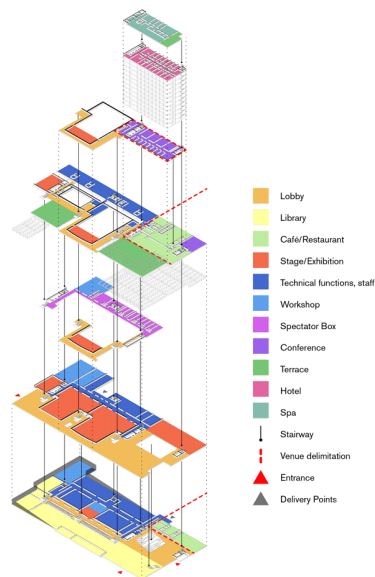 Lobby
Library
Café/Restaurant
Stage/Exhibition
Technical functions, staff
Workshop
Spectator Box
Conference
Terrace
Hotel
Spa
Stairway
Venue delimitation
Entrance
Delivery Points